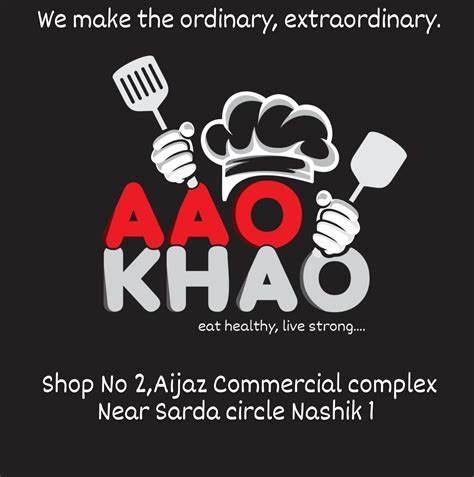 We make the ordinary, extraordinary.
AAO
KHAO
eat healthy, live strong....
Shop No 2,Aijaz Commercial complex
Near Sarda circle Nashik 1